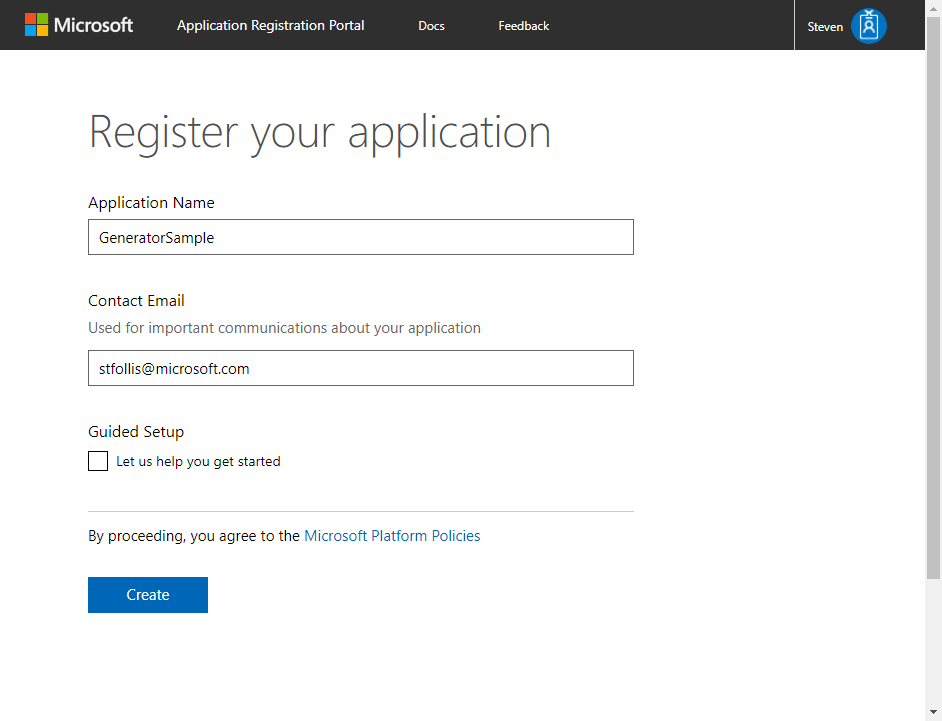 Microsoft Application Registration Portal Docs Feedback Steven
Register your application
Application Name
GeneratorSample
Contact Email
Used for important communications about your application
stfollis@microsoft.com
Guided Setup
Let us help you get started
By proceeding, you agree to the Microsoft Platform Policies
Create